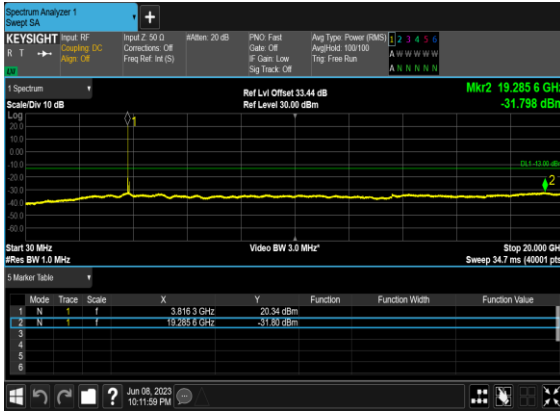 Spectrum Analyzer 1
Swept SA
+
KEYSIGHT Input: RF Input Z: 50 Ω #Atten: 20 dB PNO: Fast Avg Type: Power (RMS) 1 2 3 4 5 6
R T Coupling: DC Corrections: Off Gate: Off Avg|Hold: 100/100 A W W W W W
Align: Off Freq Ref: Int (S) IF Gain: Low Trig: Free Run
Sig Track: Off A N N N N N
1 Spectrum Ref Lvl Offset 33.44 dB Mkr2 19.285 6 GHz
Scale/Div 10 dB Ref Level 30.00 dBm -31.798 dBm
Log
20.0
10.0
0.00
-10.0
-20.0
-30.0
-40.0
-50.0
-60.0
1
DL1 -13.00 dBm
2
Start 30 MHz Video BW 3.0 MHz* Stop 20.000 GHz
#Res BW 1.0 MHz Sweep 34.7 ms (40001 pts)
5 Marker Table
Mode Trace Scale X Y Function Function Width Function Value
1 N 1 f 3.816 3 GHz 20.34 dBm
2 N 1 f 19.285 6 GHz -31.80 dBm
3
4
5
6
? Jun 08, 2023
10:11:59 PM